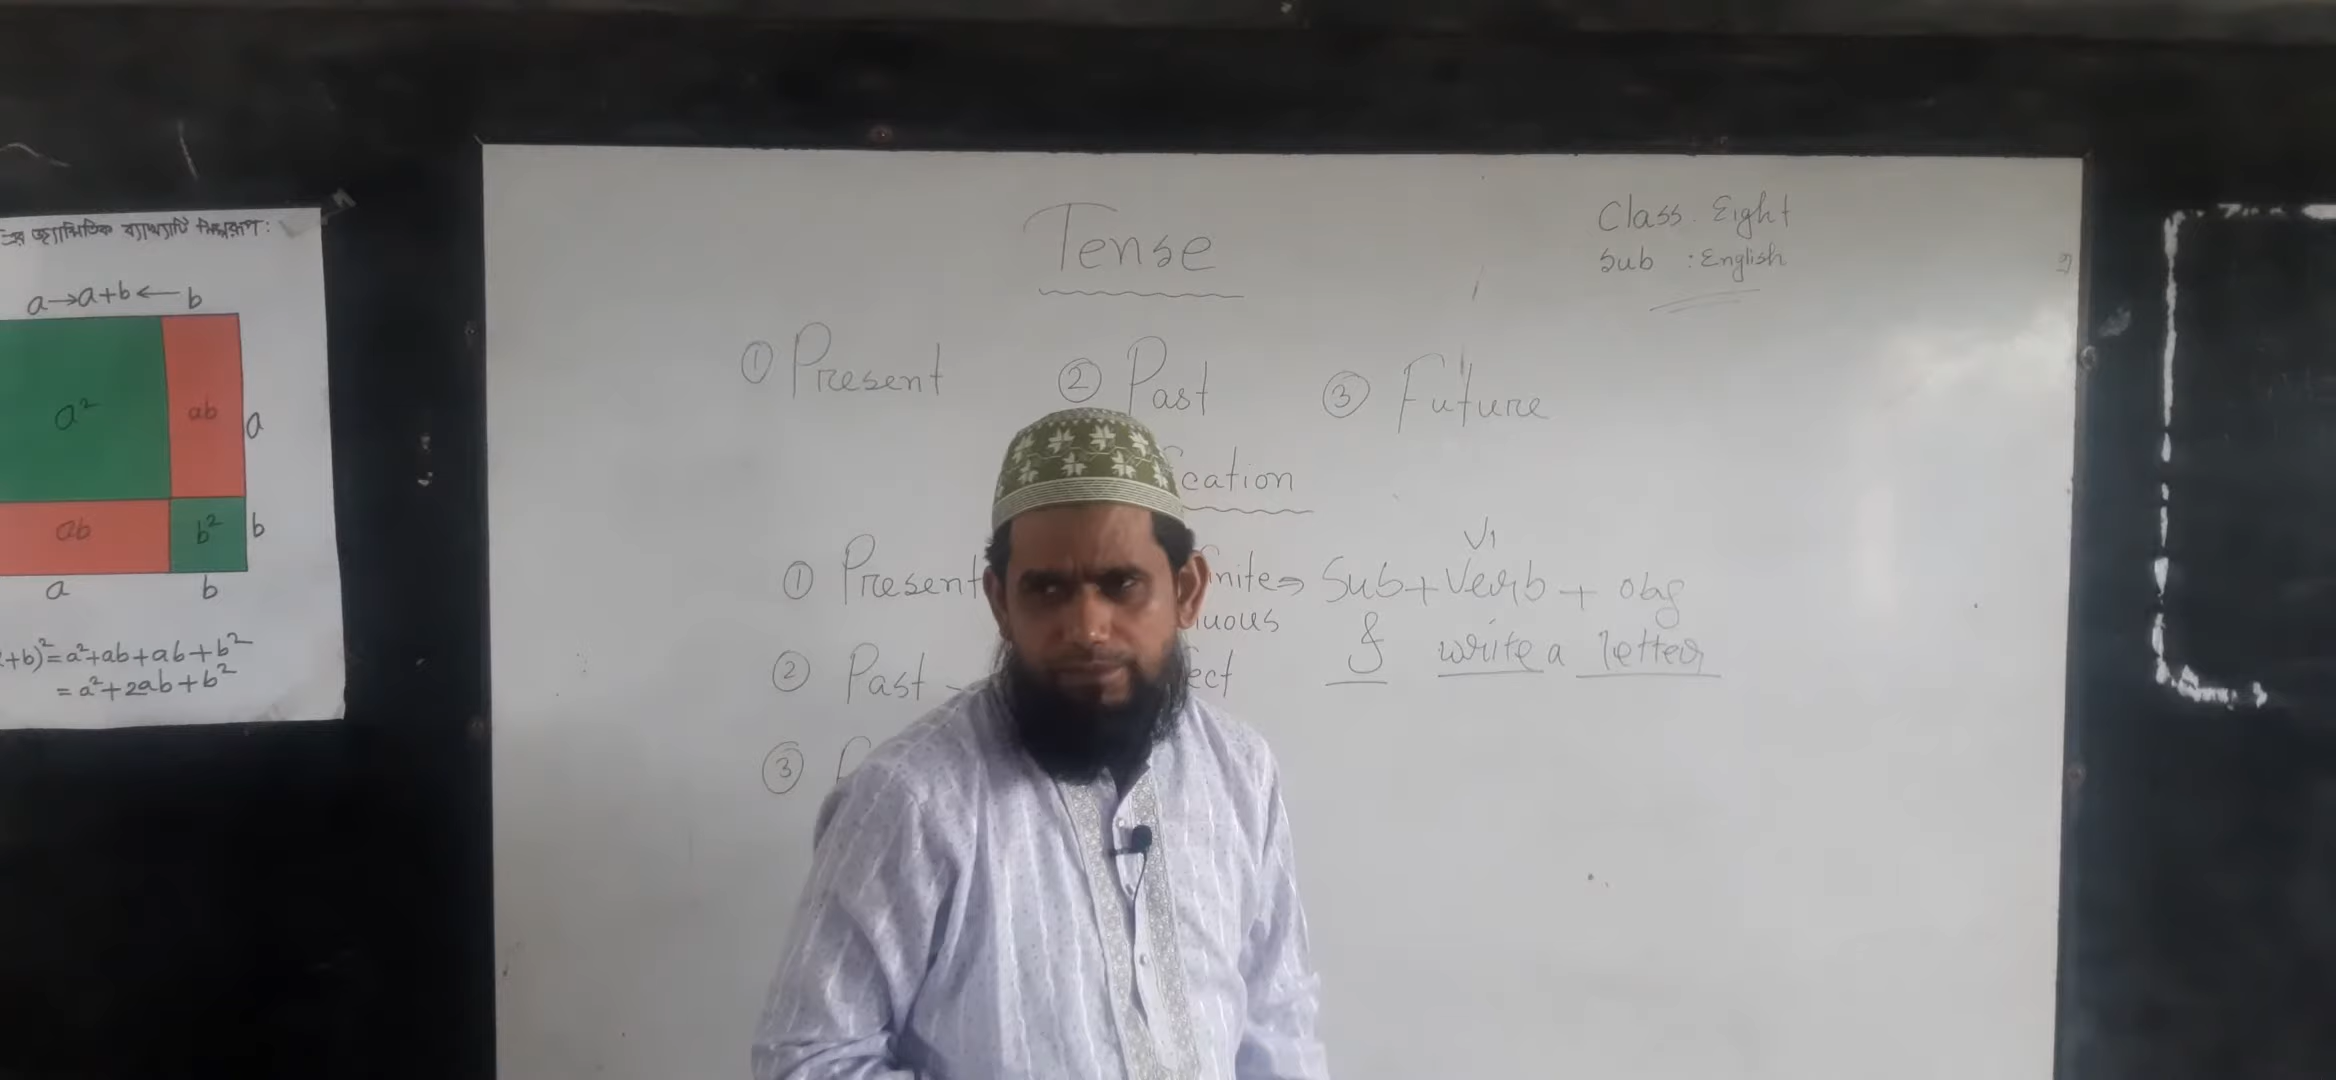 জ্যামিতিক ব্যাখ্যাটি নিম্নরূপ:
a→a+b← b
a² ab a
ab b² b
a b
+b)²=a²+ab+ab+b²
=a²+2ab+b²
Tense
Class. Eight
Sub : English
① Present ② Past ③ Future
cation
V1
① Present nite⇒ Sub+Verb + obj
uous
② Past - ect I write a letter
③